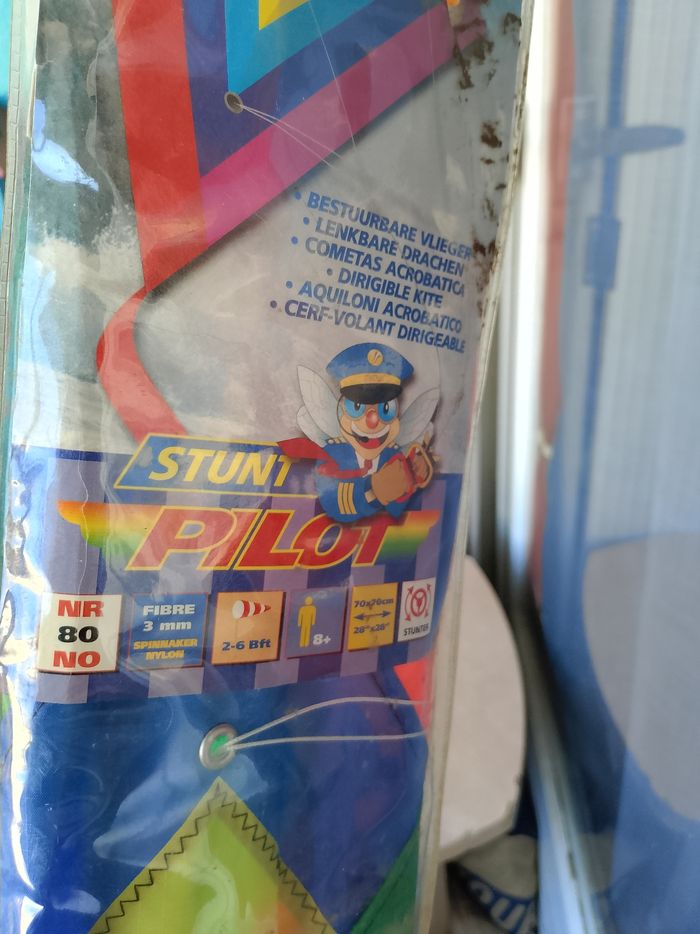 • BESTUURBARE VLIEGER
• LENKBARE DRACHEN
• COMETAS ACROBATICA
• DIRIGIBLE KITE
• AQUILONI ACROBATICO
• CERF-VOLANT DIRIGEABLE
STUNT
PILOT
NR
80
NO
FIBRE
3 mm
SPINNAKER
NYLON
2-6 Bft
8+
70x70cm
28"x28"
STUNTER